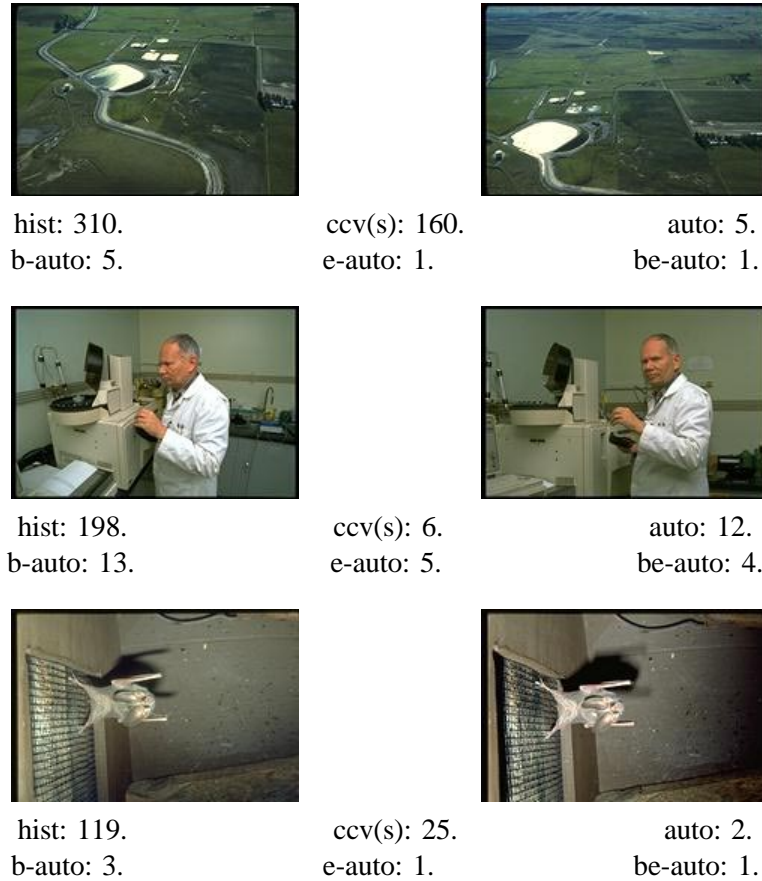 hist: 310. ccv(s): 160. auto: 5.
b-auto: 5. e-auto: 1. be-auto: 1.
hist: 198. ccv(s): 6. auto: 12.
b-auto: 13. e-auto: 5. be-auto: 4.
hist: 119. ccv(s): 25. auto: 2.
b-auto: 3. e-auto: 1. be-auto: 1.